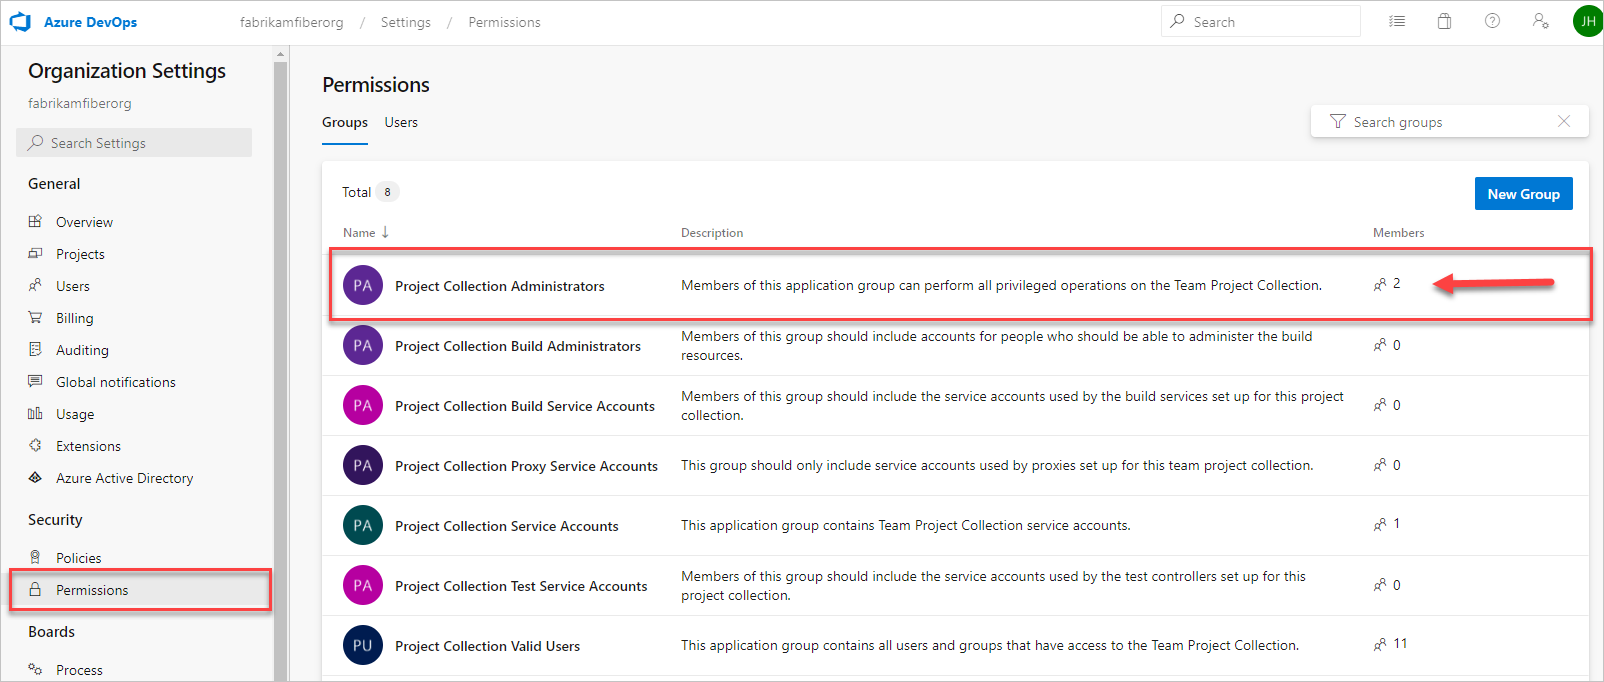 Azure DevOps
fabrikamfiberorg / Settings / Permissions
Search
JH
Organization Settings
fabrikamfiberorg
Search Settings
General
Overview
Projects
Users
Billing
Auditing
Global notifications
Usage
Extensions
Azure Active Directory
Security
Policies
Permissions
Boards
Process
Permissions
Groups Users
Search groups
Total 8
New Group
Name ↓ Description Members
PA Project Collection Administrators Members of this application group can perform all privileged operations on the Team Project Collection. 2
PA Project Collection Build Administrators Members of this group should include accounts for people who should be able to administer the build
resources. 0
PA Project Collection Build Service Accounts Members of this group should include the service accounts used by the build services set up for this project
collection. 0
PA Project Collection Proxy Service Accounts This group should only include service accounts used by proxies set up for this team project collection. 0
PA Project Collection Service Accounts This application group contains Team Project Collection service accounts. 1
PA Project Collection Test Service Accounts Members of this group should include the service accounts used by the test controllers set up for this
project collection. 0
PU Project Collection Valid Users This application group contains all users and groups that have access to the Team Project Collection. 11